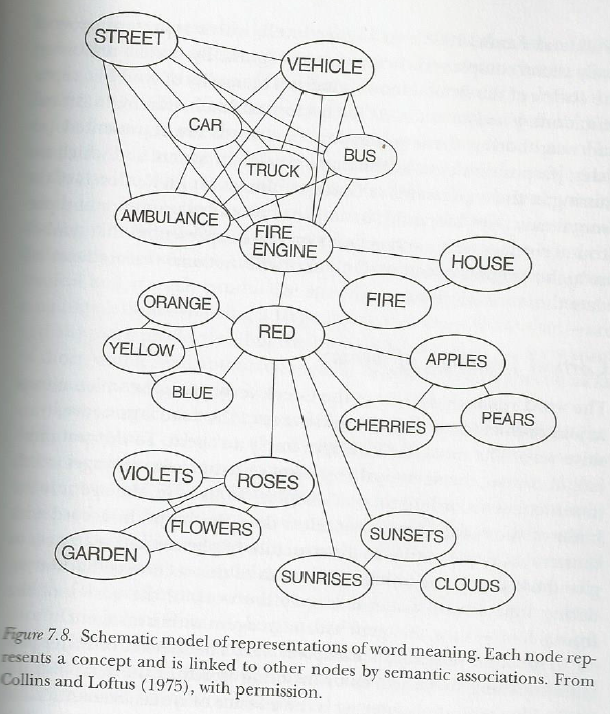 STREET
VEHICLE
CAR
BUS
TRUCK
AMBULANCE
FIRE
ENGINE
HOUSE
FIRE
ORANGE
RED
YELLOW
APPLES
BLUE
CHERRIES
PEARS
VIOLETS
ROSES
FLOWERS
SUNSETS
GARDEN
SUNRISES
CLOUDS
Figure 7.8. Schematic model of representations of word meaning. Each node rep-
resents a concept and is linked to other nodes by semantic associations. From
Collins and Loftus (1975), with permission.